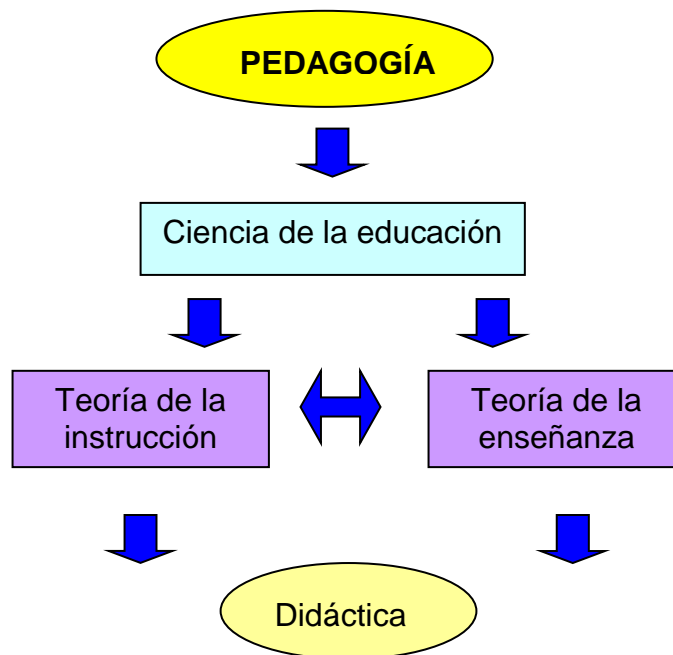 PEDAGOGÍA
Ciencia de la educación
Teoría de la
instrucción
Teoría de la
enseñanza
Didáctica